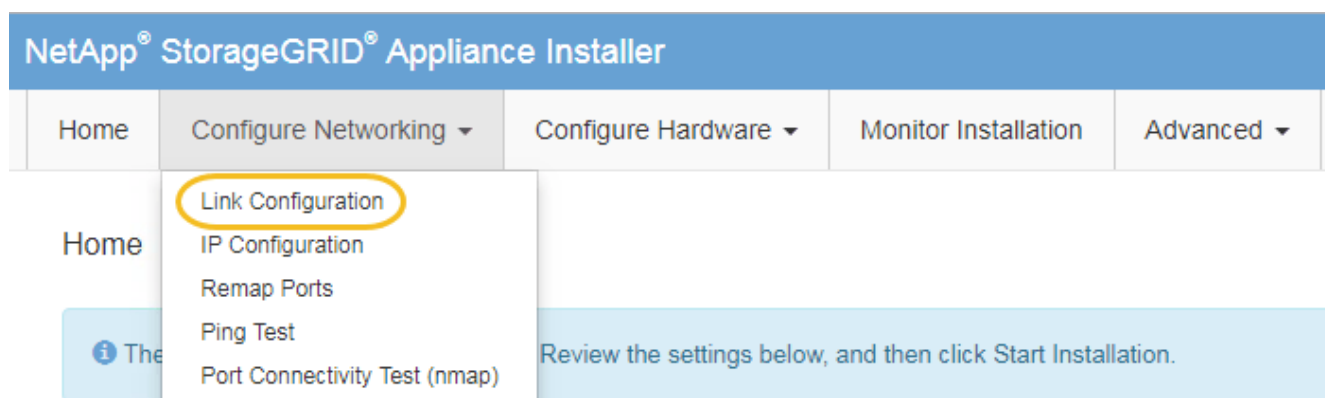 NetApp® StorageGRID® Appliance Installer
Home Configure Networking Configure Hardware Monitor Installation Advanced
Link Configuration
Home IP Configuration
Remap Ports
Ping Test
The Review the settings below, and then click Start Installation.
Port Connectivity Test (nmap)